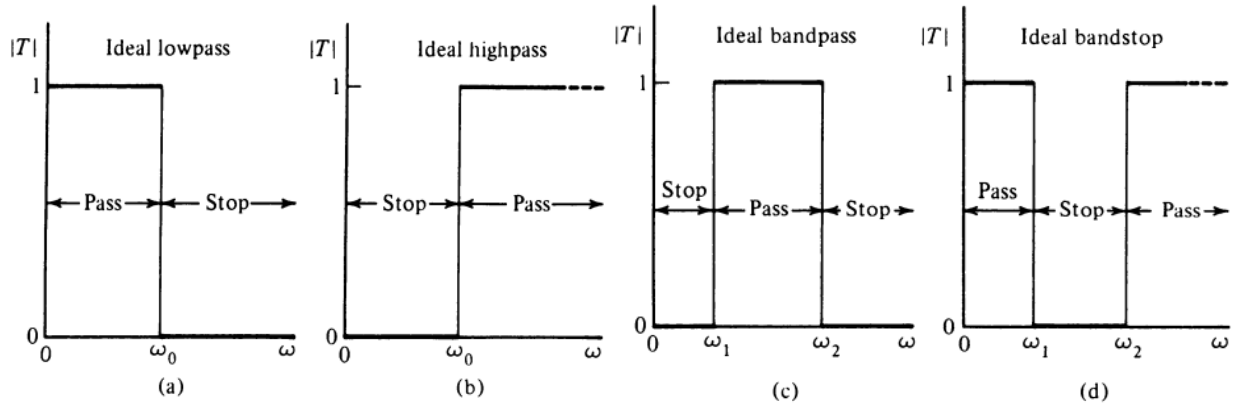 |T|
Ideal lowpass
1
Pass
Stop
0
0
ω₀
ω
(a)
|T|
Ideal highpass
1
Stop
Pass
0
0
ω₀
ω
(b)
|T|
Ideal bandpass
1
Stop
Pass
Stop
0
0
ω₁
ω₂
ω
(c)
|T|
Ideal bandstop
1
Pass
Stop
Pass
0
0
ω₁
ω₂
ω
(d)